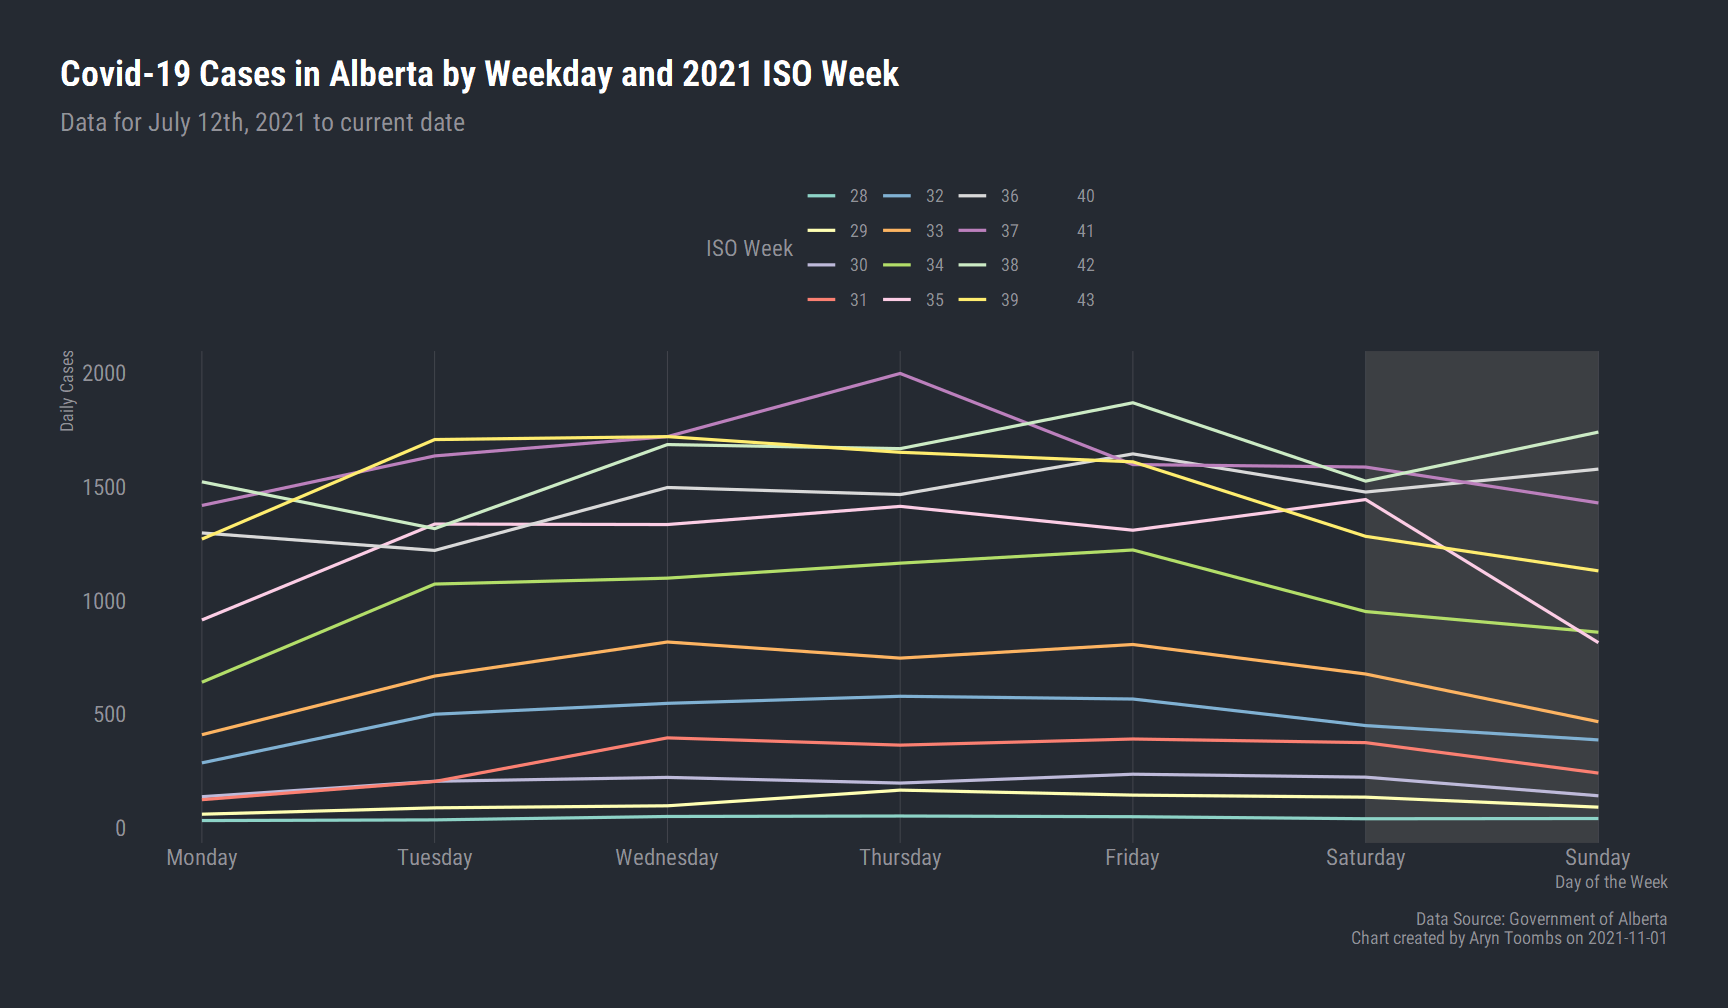 Covid-19 Cases in Alberta by Weekday and 2021 ISO Week
Data for July 12th, 2021 to current date
28 32 36 40
29 33 37 41
ISO Week
30 34 38 42
31 35 39 43
Daily Cases
2000
1500
1000
500
0
Monday Tuesday Wednesday Thursday Friday Saturday Sunday
Day of the Week
Data Source: Government of Alberta
Chart created by Aryn Toombs on 2021-11-01